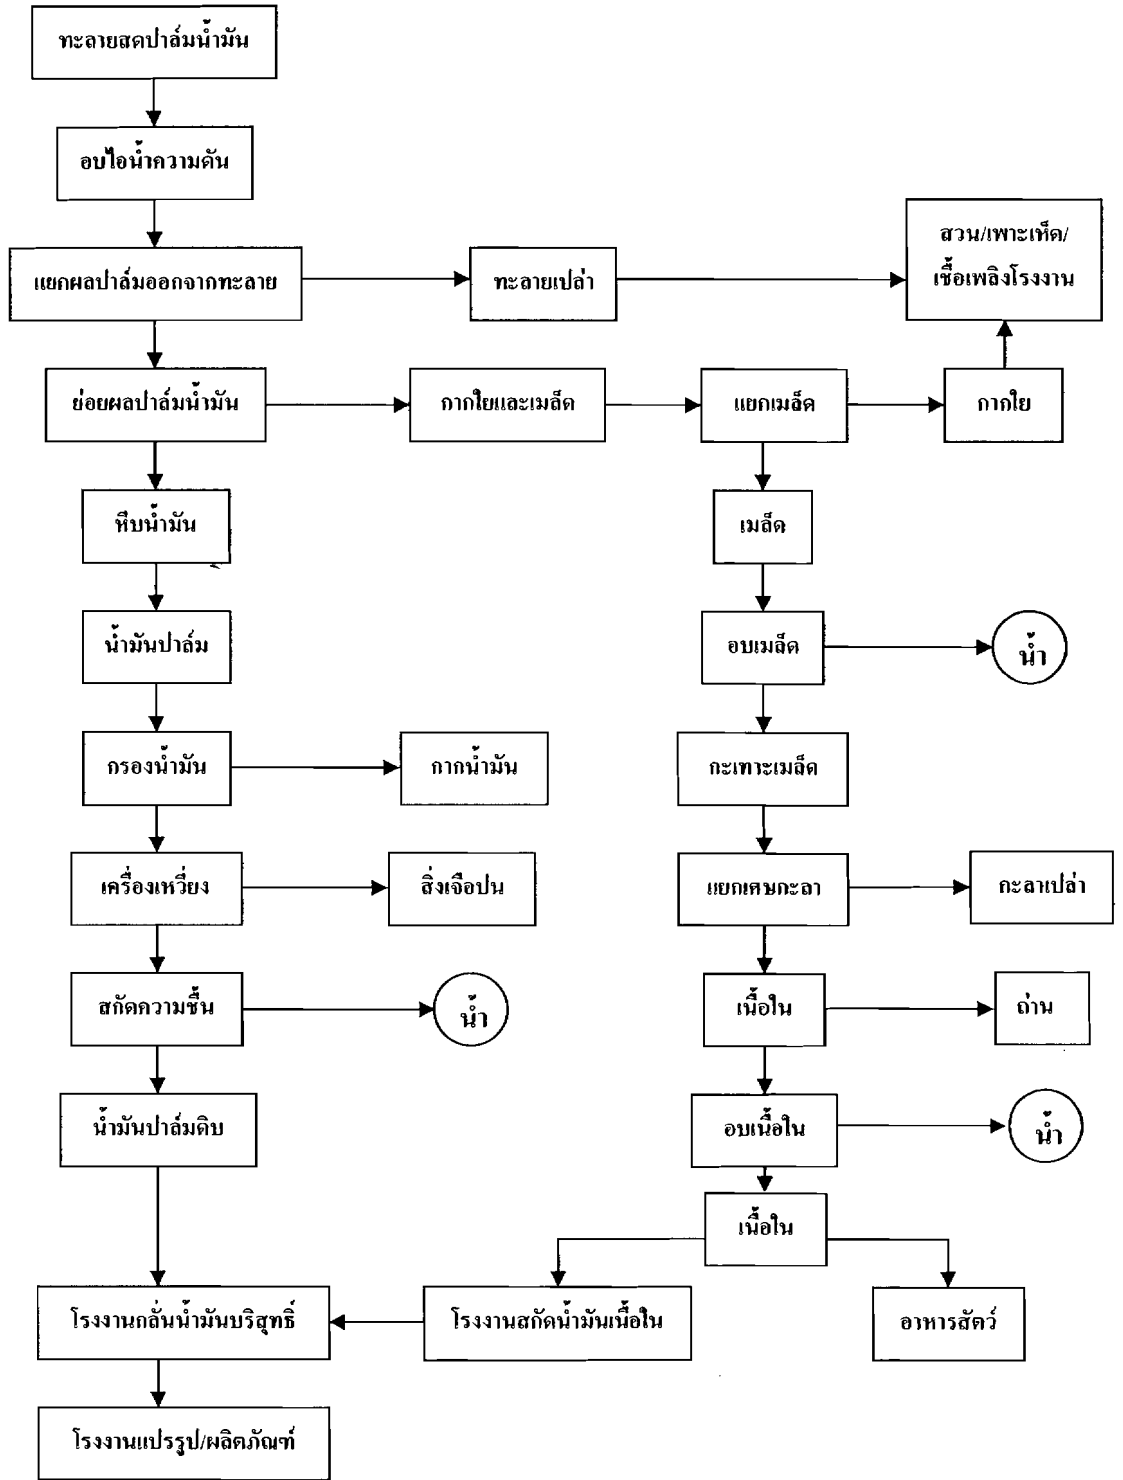 ทะลายสดปาล์มน้ำมัน
อบไอน้ำความดัน
สวน/เพาะเห็ด/
เชื้อเพลิงโรงงาน
แยกผลปาล์มออกจากทะลาย
ทะลายเปล่า
ย่อยผลปาล์มน้ำมัน
กากใยและเมล็ด
แยกเมล็ด
กากใย
หีบน้ำมัน
เมล็ด
น้ำมันปาล์ม
อบเมล็ด
น้ำ
กรองน้ำมัน
กากน้ำมัน
กะเทาะเมล็ด
เครื่องเหวี่ยง
สิ่งเจือปน
แยกเศษกะลา
กะลาเปล่า
สกัดความชื้น
น้ำ
เนื้อใน
ถ่าน
น้ำมันปาล์มดิบ
อบเนื้อใน
น้ำ
เนื้อใน
โรงงานกลั่นน้ำมันบริสุทธิ์
โรงงานสกัดน้ำมันเนื้อใน
อาหารสัตว์
โรงงานแปรรูป/ผลิตภัณฑ์